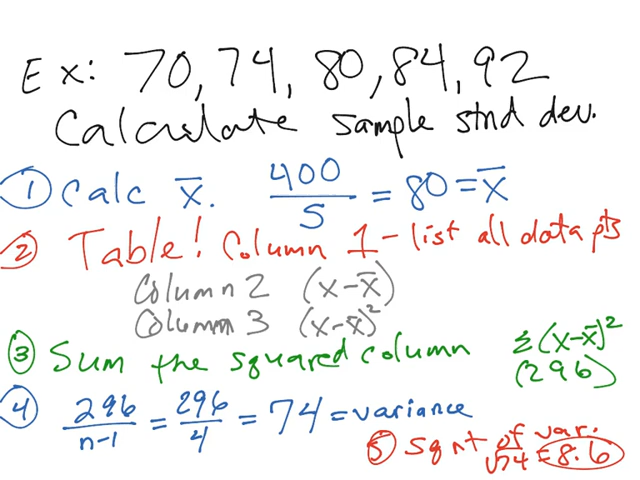 Ex: 70, 74, 80, 84, 92
Calculate sample stnd dev.
① Calc x̅. 400/5 = 80 = x̅
② Table! Column 1 - list all data pts
Column 2 (x-x̅)
Column 3 (x-x̅)²
③ Sum the squared column Σ(x-x̅)²
(296)
④ 296/n-1 = 296/4 = 74 = variance
⑤ sqrt of var.
√74 = 8.6